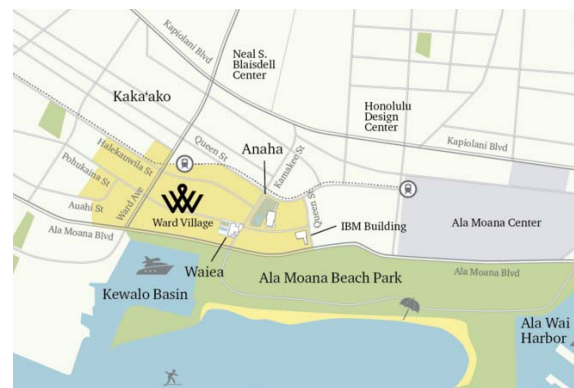 Kapiolani Blvd
Neal S.
Blaisdell
Center
Kaka'ako
Honolulu
Design
Center
Kapiolani Blvd
Queen St
Anaha
Kamakee St
Halekauwila St
Pohukaina St
Auahi St
Ward Ave
Ward Village
Queen St
IBM Building
Ala Moana Center
Ala Moana Blvd
Waiea
Ala Moana Beach Park
Ala Moana Blvd
Kewalo Basin
Ala Wai
Harbor